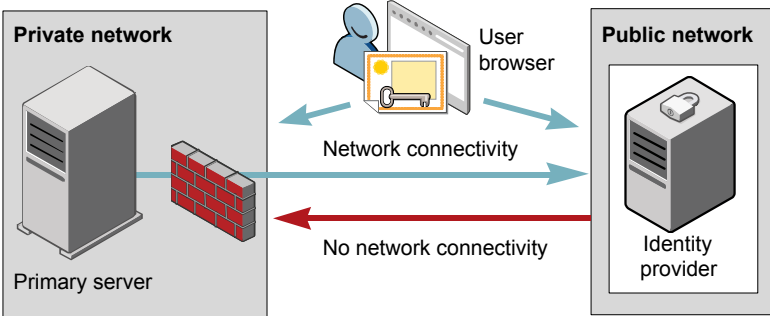 Private network
User
browser
Public network
Network connectivity
No network connectivity
Primary server
Identity
provider